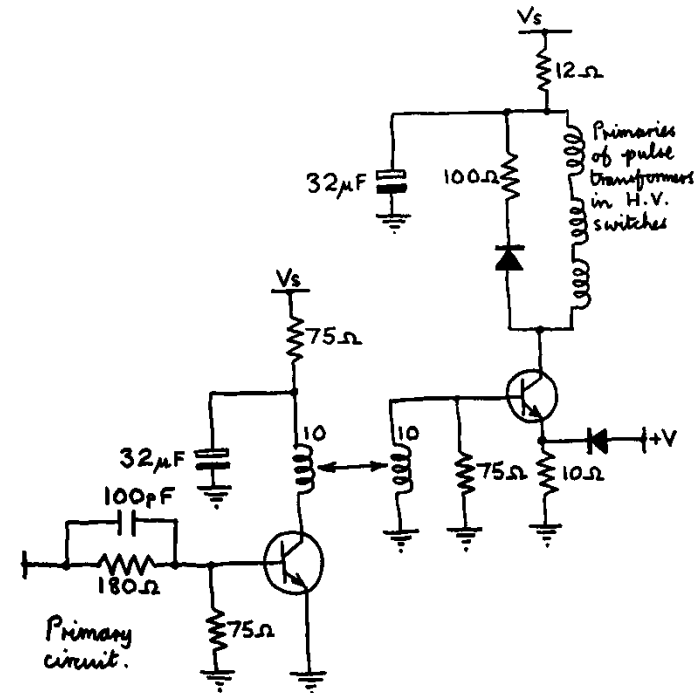 Vs
12Ω
Primaries
of pulse
transformers
in H.V.
switches
32µF
100Ω
Vs
75Ω
32µF
10
10
75Ω
10Ω
+V
100pF
180Ω
75Ω
Primary
circuit.